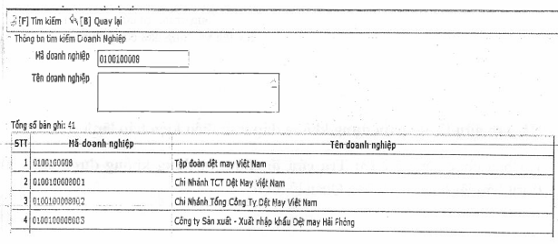 [F] Tìm kiếm [B] Quay lại
Thông tin tìm kiếm Doanh Nghiệp
Mã doanh nghiệp 0100100008
Tên doanh nghiệp
Tổng số bản ghi: 41
STT Mã doanh nghiệp Tên doanh nghiệp
1 0100100008 Tập đoàn dệt may Việt Nam
2 0100100008001 Chi Nhánh TCT Dệt May Việt Nam
3 0100100008002 Chi Nhánh Tổng Công Ty Dệt May Việt Nam
4 0100100008003 Công ty Sản xuất - Xuất nhập khẩu Dệt may Hải Phòng